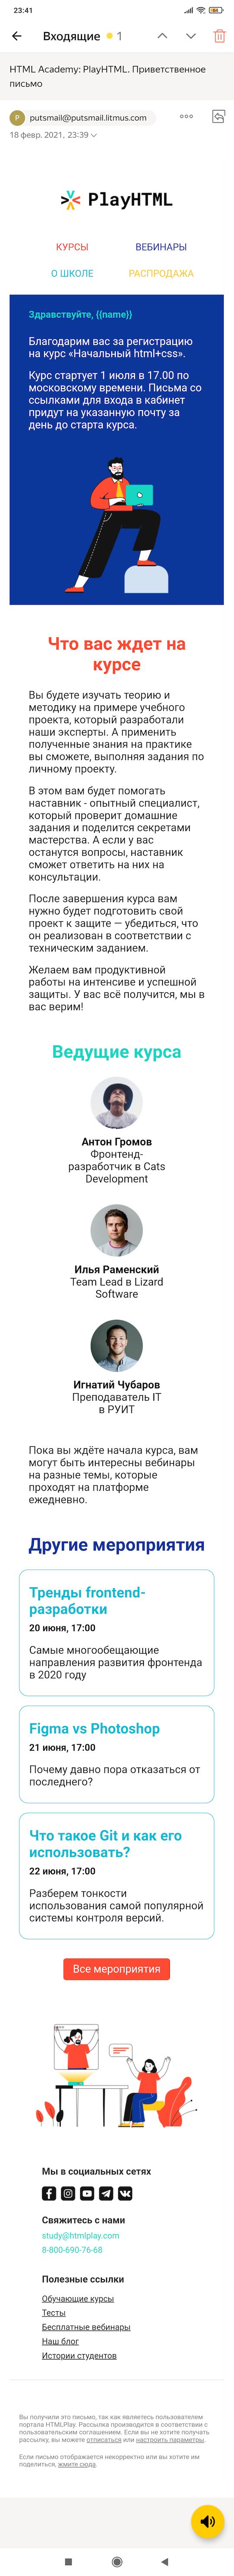 23:41
64
Входящие 1
HTML Academy: PlayHTML. Приветственное
письмо
P putsmail@putsmail.litmus.com
18 февр. 2021, 23:39
PlayHTML
КУРСЫ ВЕБИНАРЫ
О ШКОЛЕ РАСПРОДАЖА
Здравствуйте, {{name}}
Благодарим вас за регистрацию
на курс «Начальный html+css».
Курс стартует 1 июля в 17.00 по
московскому времени. Письма со
ссылками для входа в кабинет
придут на указанную почту за
день до старта курса.
Что вас ждет на
курсе
Вы будете изучать теорию и
методику на примере учебного
проекта, который разработали
наши эксперты. А применить
полученные знания на практике
вы сможете, выполняя задания по
личному проекту.
В этом вам будет помогать
наставник - опытный специалист,
который проверит домашние
задания и поделится секретами
мастерства. А если у вас
останутся вопросы, наставник
сможет ответить на них на
консультации.
После завершения курса вам
нужно будет подготовить свой
проект к защите — убедиться, что
он реализован в соответствии с
техническим заданием.
Желаем вам продуктивной
работы на интенсиве и успешной
защиты. У вас всё получится, мы в
вас верим!
Ведущие курса
Антон Громов
Фронтенд-
разработчик в Cats
Development
Илья Раменский
Team Lead в Lizard
Software
Игнатий Чубаров
Преподаватель IT
в РУИТ
Пока вы ждёте начала курса, вам
могут быть интересны вебинары
на разные темы, которые
проходят на платформе
ежедневно.
Другие мероприятия
Тренды frontend-
разработки
20 июня, 17:00
Самые многообещающие
направления развития фрontенда
в 2020 году
Figma vs Photoshop
21 июня, 17:00
Почему давно пора отказаться от
последнего?
Что такое Git и как его
использовать?
22 июня, 17:00
Разберем тонкости
использования самой популярной
системы контроля версий.
Все мероприятия
Мы в социальных сетях
Свяжитесь с нами
study@htmlplay.com
8-800-690-76-68
Полезные ссылки
Обучающие курсы
Тесты
Бесплатные вебинары
Наш блог
Истории студентов
Вы получили это письмо, так как являетесь пользователем
портала HTMLPlay. Рассылка производится в соответствии с
пользовательским соглашением. Если вы не хотите получать
рассылку, вы можете отписаться или настроить параметры.
Если письмо отображается некорректно или вы хотите им
поделиться, жмите сюда.